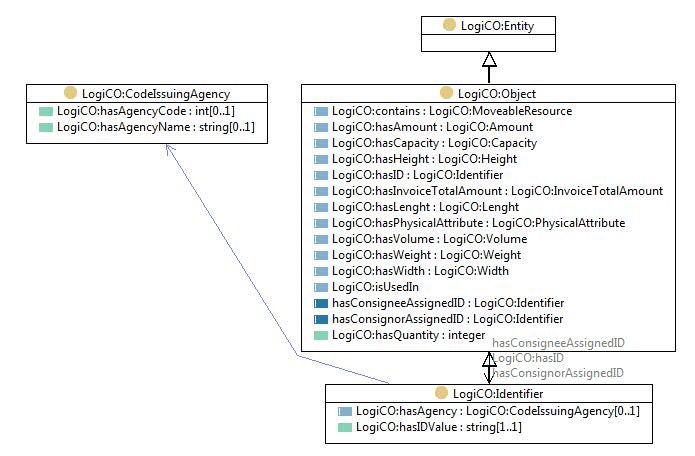 LogiCO:Entity
LogiCO:CodeIssuingAgency
LogiCO:hasAgencyCode : int[0..1]
LogiCO:hasAgencyName : string[0..1]
LogiCO:Object
LogiCO:contains : LogiCO:MoveableResource
LogiCO:hasAmount : LogiCO:Amount
LogiCO:hasCapacity : LogiCO:Capacity
LogiCO:hasHeight : LogiCO:Height
LogiCO:hasID : LogiCO:Identifier
LogiCO:hasInvoiceTotalAmount : LogiCO:InvoiceTotalAmount
LogiCO:hasLenght : LogiCO:Lenght
LogiCO:hasPhysicalAttribute : LogiCO:PhysicalAttribute
LogiCO:hasVolume : LogiCO:Volume
LogiCO:hasWeight : LogiCO:Weight
LogiCO:hasWidth : LogiCO:Width
LogiCO:isUsedIn
hasConsigneeAssignedID : LogiCO:Identifier
hasConsignorAssignedID : LogiCO:Identifier
LogiCO:hasQuantity : integer
hasConsigneeAssignedID
LogiCO:hasID
hasConsignorAssignedID
LogiCO:Identifier
LogiCO:hasAgency : LogiCO:CodeIssuingAgency[0..1]
LogiCO:hasIDValue : string[1..1]